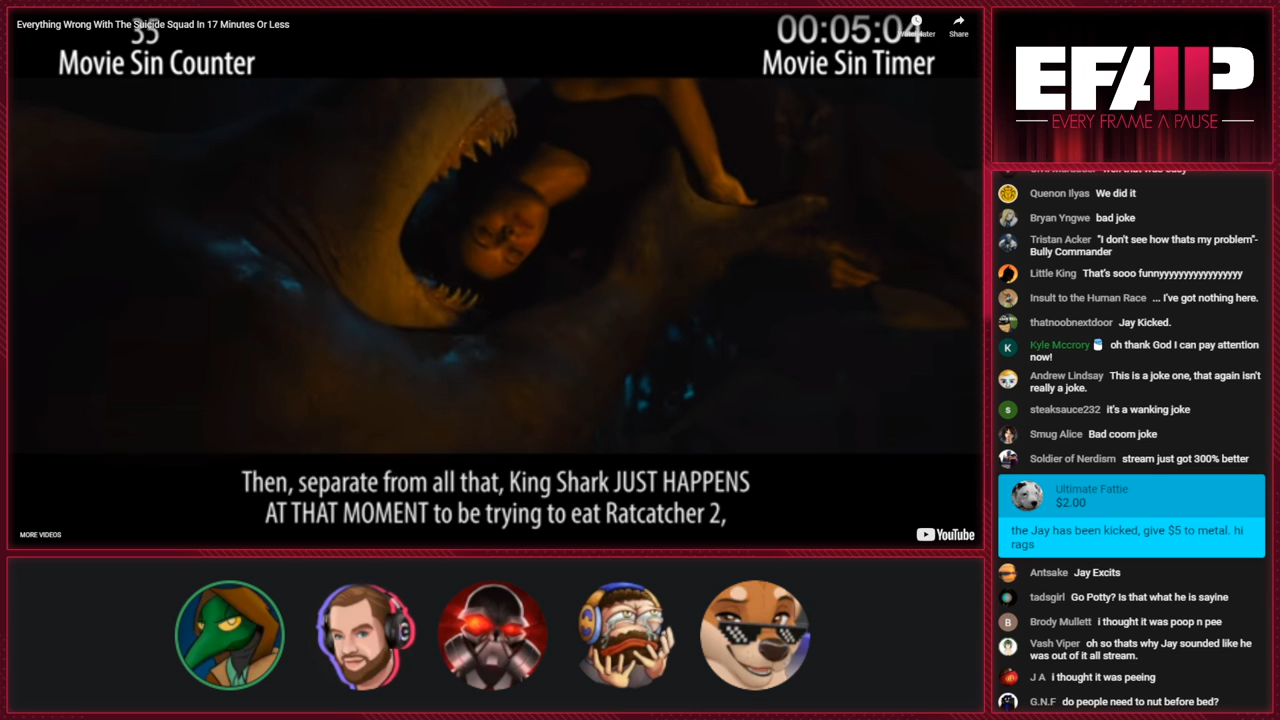 Everything Wrong With The Suicide Squad In 17 Minutes Or Less
35
Movie Sin Counter
00:05:04
Movie Sin Timer
Watch later
Share
Then, separate from all that, King Shark JUST HAPPENS
AT THAT MOMENT to be trying to eat Ratcatcher 2,
MORE VIDEOS
YouTube
EFAP
EVERY FRAME A PAUSE
Quenon Ilyas We did it
Bryan Yngwe bad joke
Tristan Acker "I don't see how thats my problem"-
Bully Commander
Little King That's sooo funnyyyyyyyyyyyyyyyy
Insult to the Human Race ... I've got nothing here.
thatnoobnextdoor Jay Kicked.
K
Kyle Mccrory oh thank God I can pay attention
now!
Andrew Lindsay This is a joke one, that again isn't
really a joke.
s
steaksauce232 it's a wanking joke
Smug Alice Bad coom joke
Soldier of Nerdism stream just got 300% better
Ultimate Fattie
$2.00
the Jay has been kicked, give $5 to metal. hi
rags
Antsake Jay Excits
tadsgirl Go Potty? Is that what he is sayine
B
Brody Mullett i thought it was poop n pee
Vash Viper oh so thats why Jay sounded like he
was out of it all stream.
J A i thought it was peeing
G.N.F do people need to nut before bed?